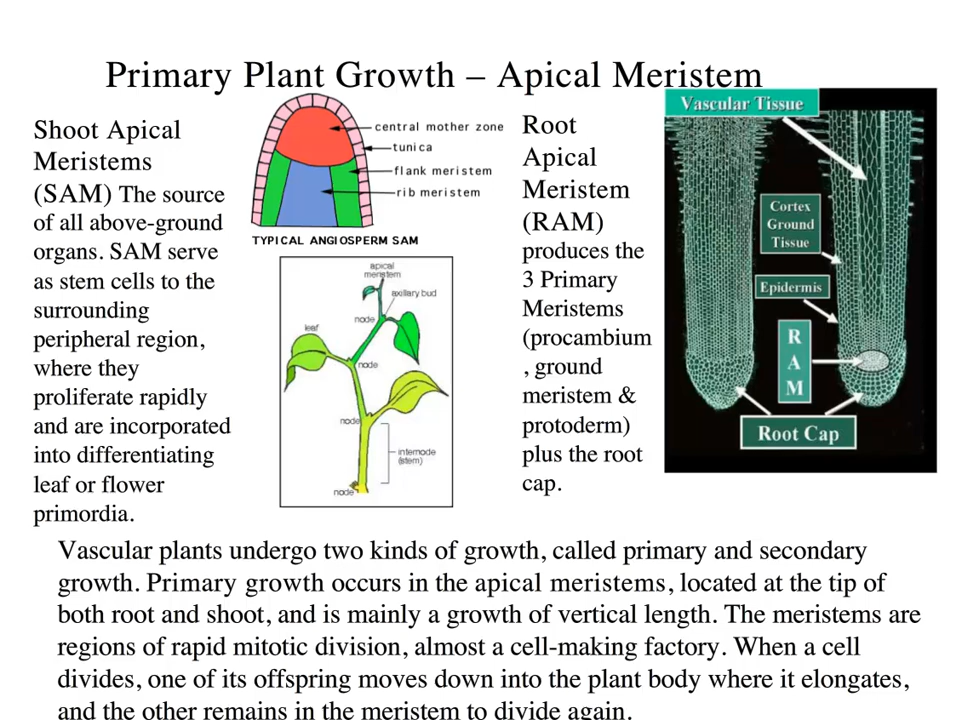 Primary Plant Growth – Apical Meristem
Shoot Apical
Meristems
(SAM) The source
of all above-ground
organs. SAM serve
as stem cells to the
surrounding
peripheral region,
where they
proliferate rapidly
and are incorporated
into differentiating
leaf or flower
primordia.
central mother zone
tunica
flank meristem
rib meristem
TYPICAL ANGIOSPERM SAM
apical
meristem
axillary bud
node
leaf
node
node
internode
(stem)
node
Root
Apical
Meristem
(RAM)
produces the
3 Primary
Meristems
(procambium
, ground
meristem &
protoderm)
plus the root
cap.
Vascular Tissue
Cortex
Ground
Tissue
Epidermis
R
A
M
Root Cap
Vascular plants undergo two kinds of growth, called primary and secondary
growth. Primary growth occurs in the apical meristems, located at the tip of
both root and shoot, and is mainly a growth of vertical length. The meristems are
regions of rapid mitotic division, almost a cell-making factory. When a cell
divides, one of its offspring moves down into the plant body where it elongates,
and the other remains in the meristem to divide again.